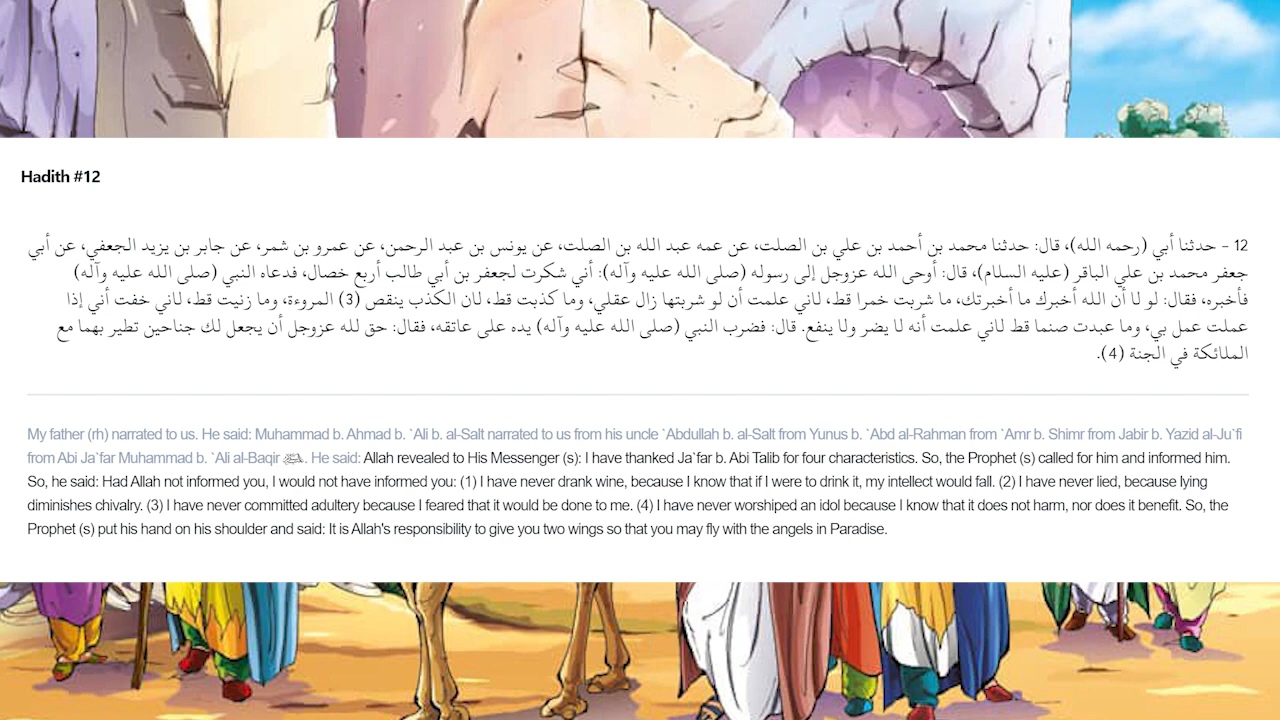 Hadith #12
12 - حدثنا أبي (رحمه الله)، قال: حدثنا محمد بن أحمد بن علي بن الصلت، عن عمه عبد الله بن الصلت، عن يونس بن عبد الرحمن، عن عمرو بن شمر، عن جابر بن يزيد الجعفي، عن أبي
جعفر محمد بن علي الباقر (عليه السلام)، قال: أوحى الله عزوجل إلى رسوله (صلى الله عليه وآله): أني شكرت لجعفر بن أبي طالب أربع خصال، فدعاه النبي (صلى الله عليه وآله)
فأخبره، فقال: لو لا أن الله أخبرك ما أخبرتك، ما شربت خمرا قط، لاني علمت أن لو شربتها زال عقلي، وما كذبت قط، لان الكذب ينقص (3) المروءة، وما زنيت قط، لاني خفت أني إذا
عملت عمل بي، وما عبدت صنما قط لاني علمت أنه لا يضر ولا ينفع. قال: فضرب النبي (صلى الله عليه وآله) يده على عاتقه، فقال: حق لله عزوجل أن يجعل لك جناحين تطير بهما مع
الملائكة في الجنة (4).
My father (rh) narrated to us. He said: Muhammad b. Ahmad b. `Ali b. al-Salt narrated to us from his uncle `Abdullah b. al-Salt from Yunus b. `Abd al-Rahman from `Amr b. Shimr from Jabir b. Yazid al-Ju`fi
from Abi Ja`far Muhammad b. `Ali al-Baqir. He said: Allah revealed to His Messenger (s): I have thanked Ja`far b. Abi Talib for four characteristics. So, the Prophet (s) called for him and informed him.
So, he said: Had Allah not informed you, I would not have informed you: (1) I have never drank wine, because I know that if I were to drink it, my intellect would fall. (2) I have never lied, because lying
diminishes chivalry. (3) I have never committed adultery because I feared that it would be done to me. (4) I have never worshiped an idol because I know that it does not harm, nor does it benefit. So, the
Prophet (s) put his hand on his shoulder and said: It is Allah's responsibility to give you two wings so that you may fly with the angels in Paradise.